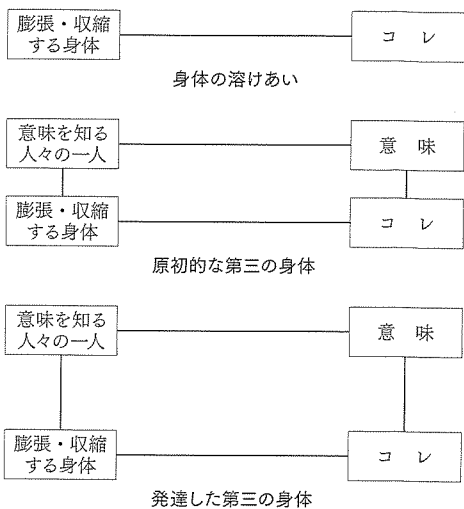 膨張・収縮
する身体
コレ
身体の溶けあい
意味を知る
人々の一人
意味
膨張・収縮
する身体
コレ
原初的な第三の身体
意味を知る
人々の一人
意味
膨張・収縮
する身体
コレ
発達した第三の身体